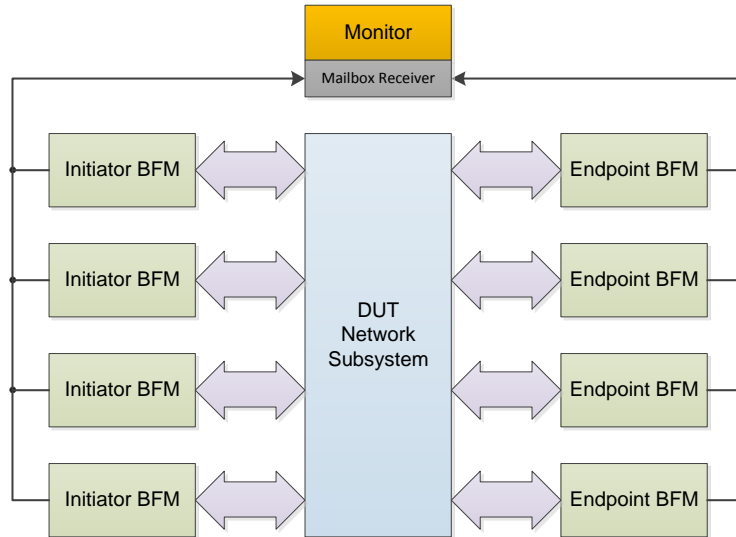 Monitor
Mailbox Receiver
Initiator BFM
Endpoint BFM
Initiator BFM
Endpoint BFM
DUT
Network
Subsystem
Initiator BFM
Endpoint BFM
Initiator BFM
Endpoint BFM